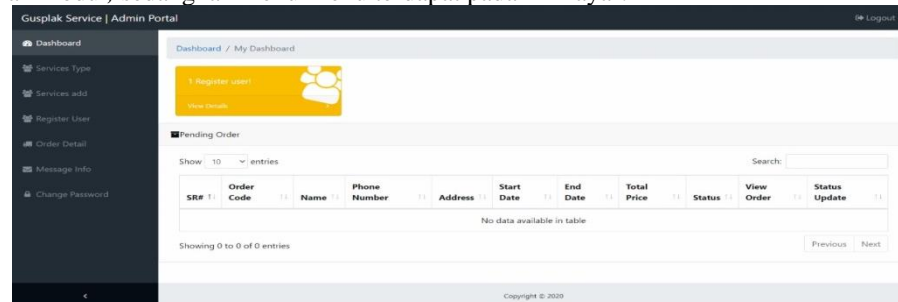 Gusplak Service | Admin Portal
Logout
Dashboard
Services Type
Services add
Register User
Order Detail
Message Info
Change Password
Dashboard / My Dashboard
1 Register user!
View Details
Pending Order
Show 10 entries
Search:
SR# Order Code Name Phone Number Address Start Date End Date Total Price Status View Order Status Update
No data available in table
Showing 0 to 0 of 0 entries
Previous Next
Copyright © 2020